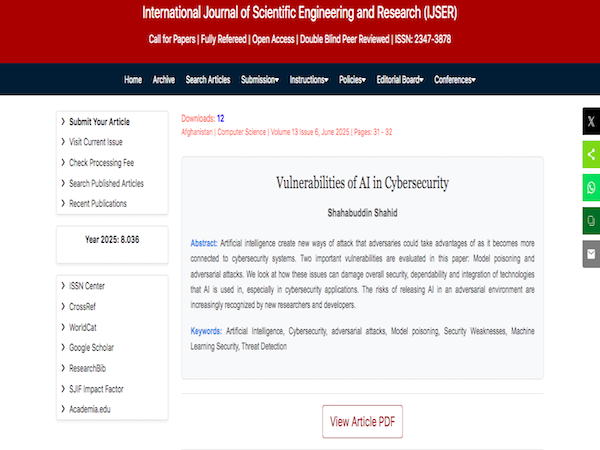 International Journal of Scientific Engineering and Research (IJSER)
Call for Papers | Fully Refereed | Open Access | Double Blind Peer Reviewed | ISSN: 2347-3878
Home Archive Search Articles Submission Instructions Policies Editorial Board Conferences
Submit Your Article
Visit Current Issue
Check Processing Fee
Search Published Articles
Recent Publications
Year 2025: 8.036
ISSN Center
CrossRef
WorldCat
Google Scholar
ResearchBib
SJIF Impact Factor
Academia.edu
Downloads: 12
Afghanistan | Computer Science | Volume 13 Issue 6, June 2025 | Pages: 31 - 32
Vulnerabilities of AI in Cybersecurity
Shahabuddin Shahid
Abstract: Artificial intelligence create new ways of attack that adversaries could take advantages of as it becomes more
connected to cybersecurity systems. Two important vulnerabilities are evaluated in this paper: Model poisoning and
adversarial attacks. We look at how these issues can damage overall security, dependability and integration of technologies
that AI is used in, especially in cybersecurity applications. The risks of releasing AI in an adversarial environment are
increasingly recognized by new researchers and developers.
Keywords: Artificial Intelligence, Cybersecurity, adversarial attacks, Model poisoning, Security Weaknesses, Machine
Learning Security, Threat Detection
View Article PDF